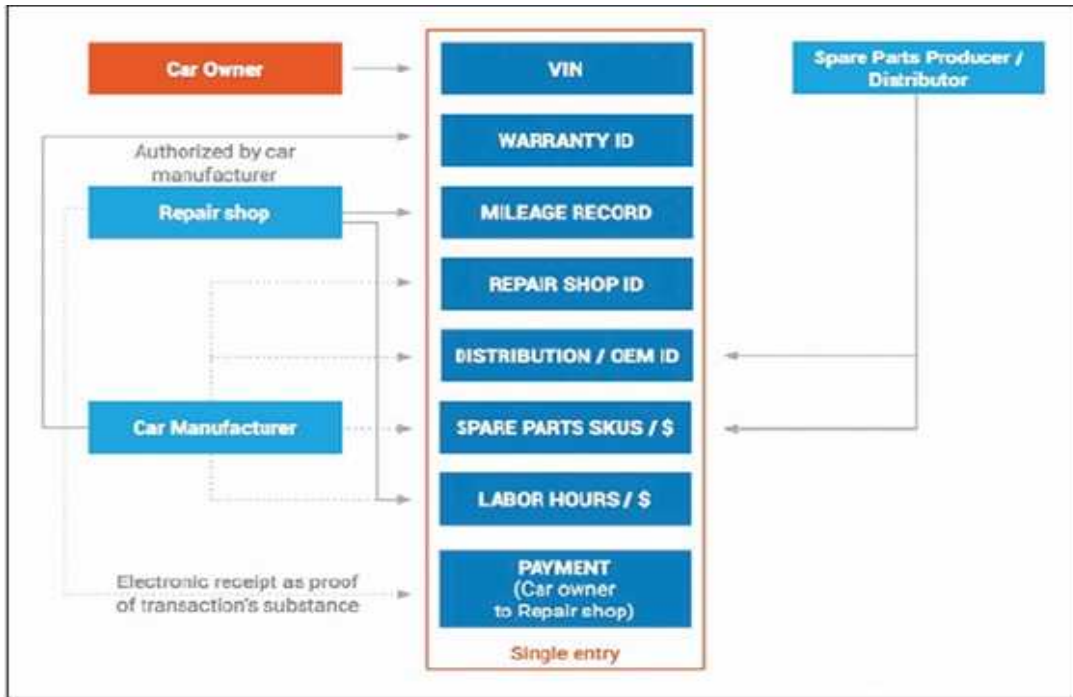 Car Owner
VIN
Spare Parts Producer /
Distributor
WARRANTY ID
Authorized by car
manufacturer
Repair shop
MILEAGE RECORD
REPAIR SHOP ID
DISTRIBUTION / OEM ID
Car Manufacturer
SPARE PARTS SKUS / $
LABOR HOURS / $
PAYMENT
(Car owner
to Repair shop)
Electronic receipt as proof
of transaction's substance
Single entry